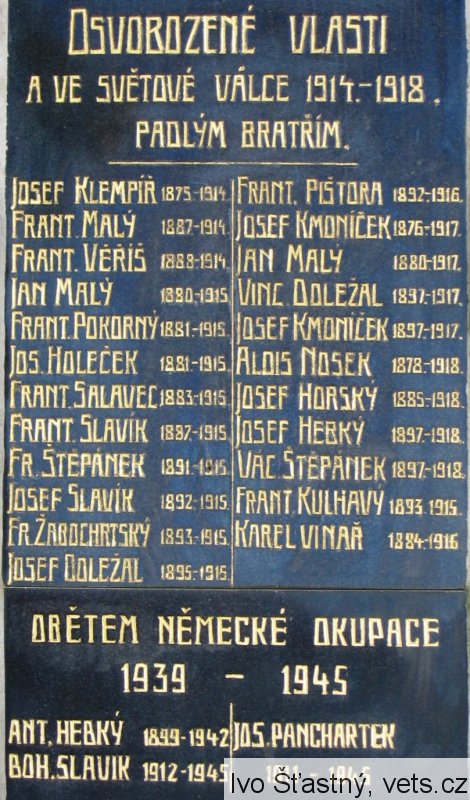 OSVOBOZENÉ VLASTI
A VE SVĚTOVÉ VÁLCE 1914.-1918.
PADLÝM BRATŘÍM.
JOSEF KLEMPÍŘ 1875-1914.
FRANT. MALÝ 1887-1914.
FRANT. VĚŘÍŠ 1888-1914.
JAN MALÝ 1880-1915.
FRANT. POKORNÝ 1881-1915.
JOS. HOLEČEK 1881-1915.
FRANT. SALAVEC 1883-1915.
FRANT. SLAVÍK 1887-1915.
FR. ŠTĚPÁNEK 1891-1915.
JOSEF SLAVÍK 1892-1915.
FR. ŽABOCHRTSKÝ 1893-1915.
JOSEF DOLEŽAL 1895-1915.
FRANT. PIŠTORA 1892-1916.
JOSEF KMONÍČEK 1876-1917.
JAN MALÝ 1880-1917.
VINC. DOLEŽAL 1897-1917.
JOSEF KMONÍČEK 1897-1917.
ALOIS NOSEK 1878-1918.
JOSEF HORSKÝ 1885-1918.
JOSEF HEBKÝ 1897-1918.
VÁC. ŠTĚPÁNEK 1897-1918.
FRANT. KULHAVÝ 1893.1915.
KAREL VINAŘ 1884-1916
OBĚTEM NĚMECKÉ OKUPACE
1939 - 1945
ANT. HEBKÝ 1899-1942
BOH. SLAVÍK 1912-1945
JOS. PANCHARTEK
Ivo Šťastný, vets.cz